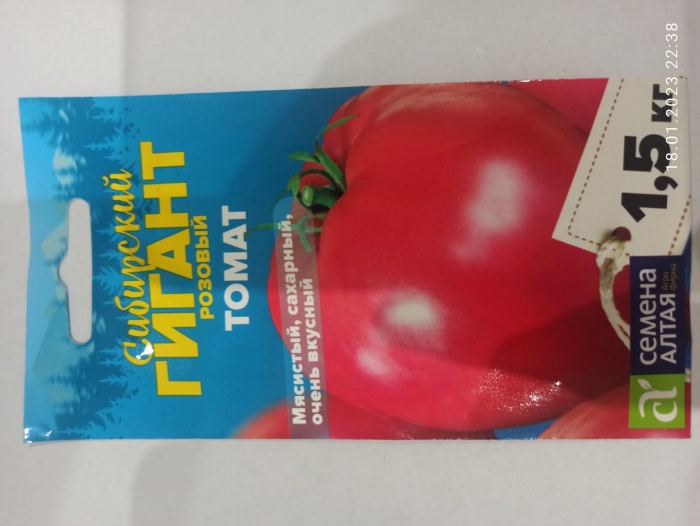 Сибирский
ГИГАНТ
РОЗОВЫЙ
ТОМАТ
Мясистый, сахарный,
очень вкусный
1,5 кг
семена
АЛТАЯ
Агро
фирма
18.01.2023 22:38